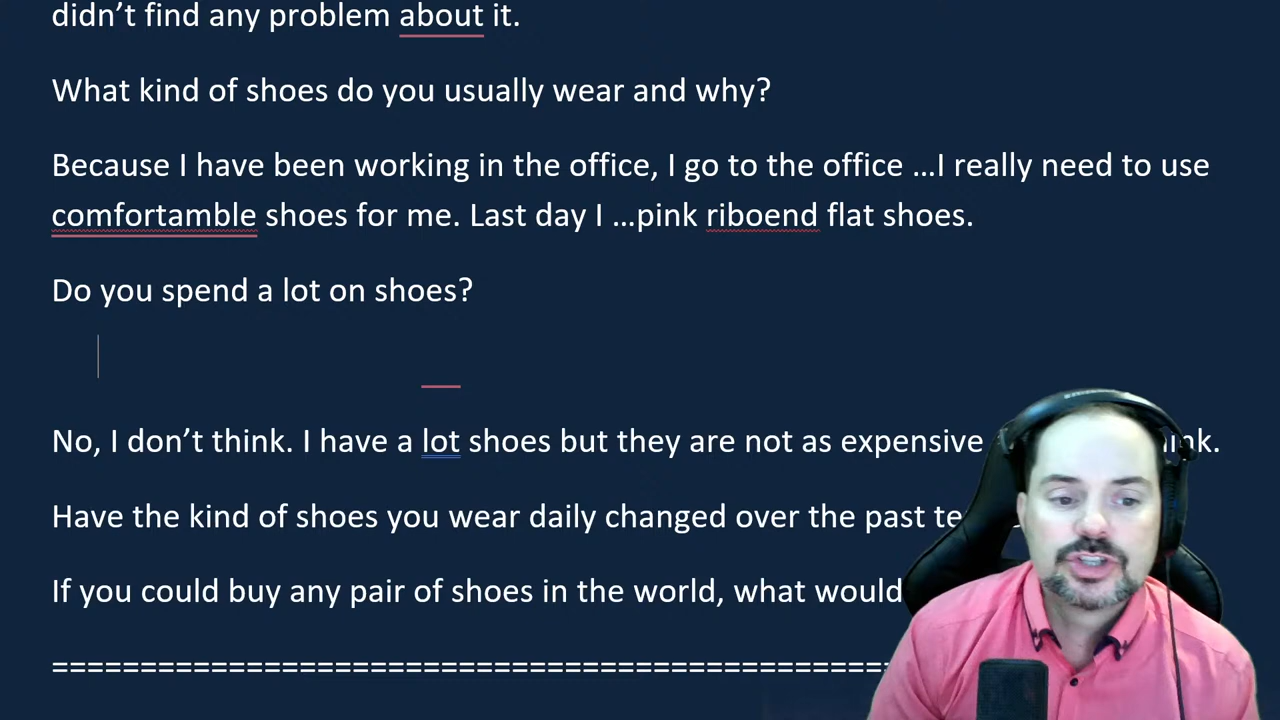 didn’t find any problem about it.
What kind of shoes do you usually wear and why?
Because I have been working in the office, I go to the office …I really need to use
comfortamble shoes for me. Last day I …pink riboend flat shoes.
Do you spend a lot on shoes?
No, I don’t think. I have a lot shoes but they are not as expensive
Have the kind of shoes you wear daily changed over the past
If you could buy any pair of shoes in the world, what would
==================================================